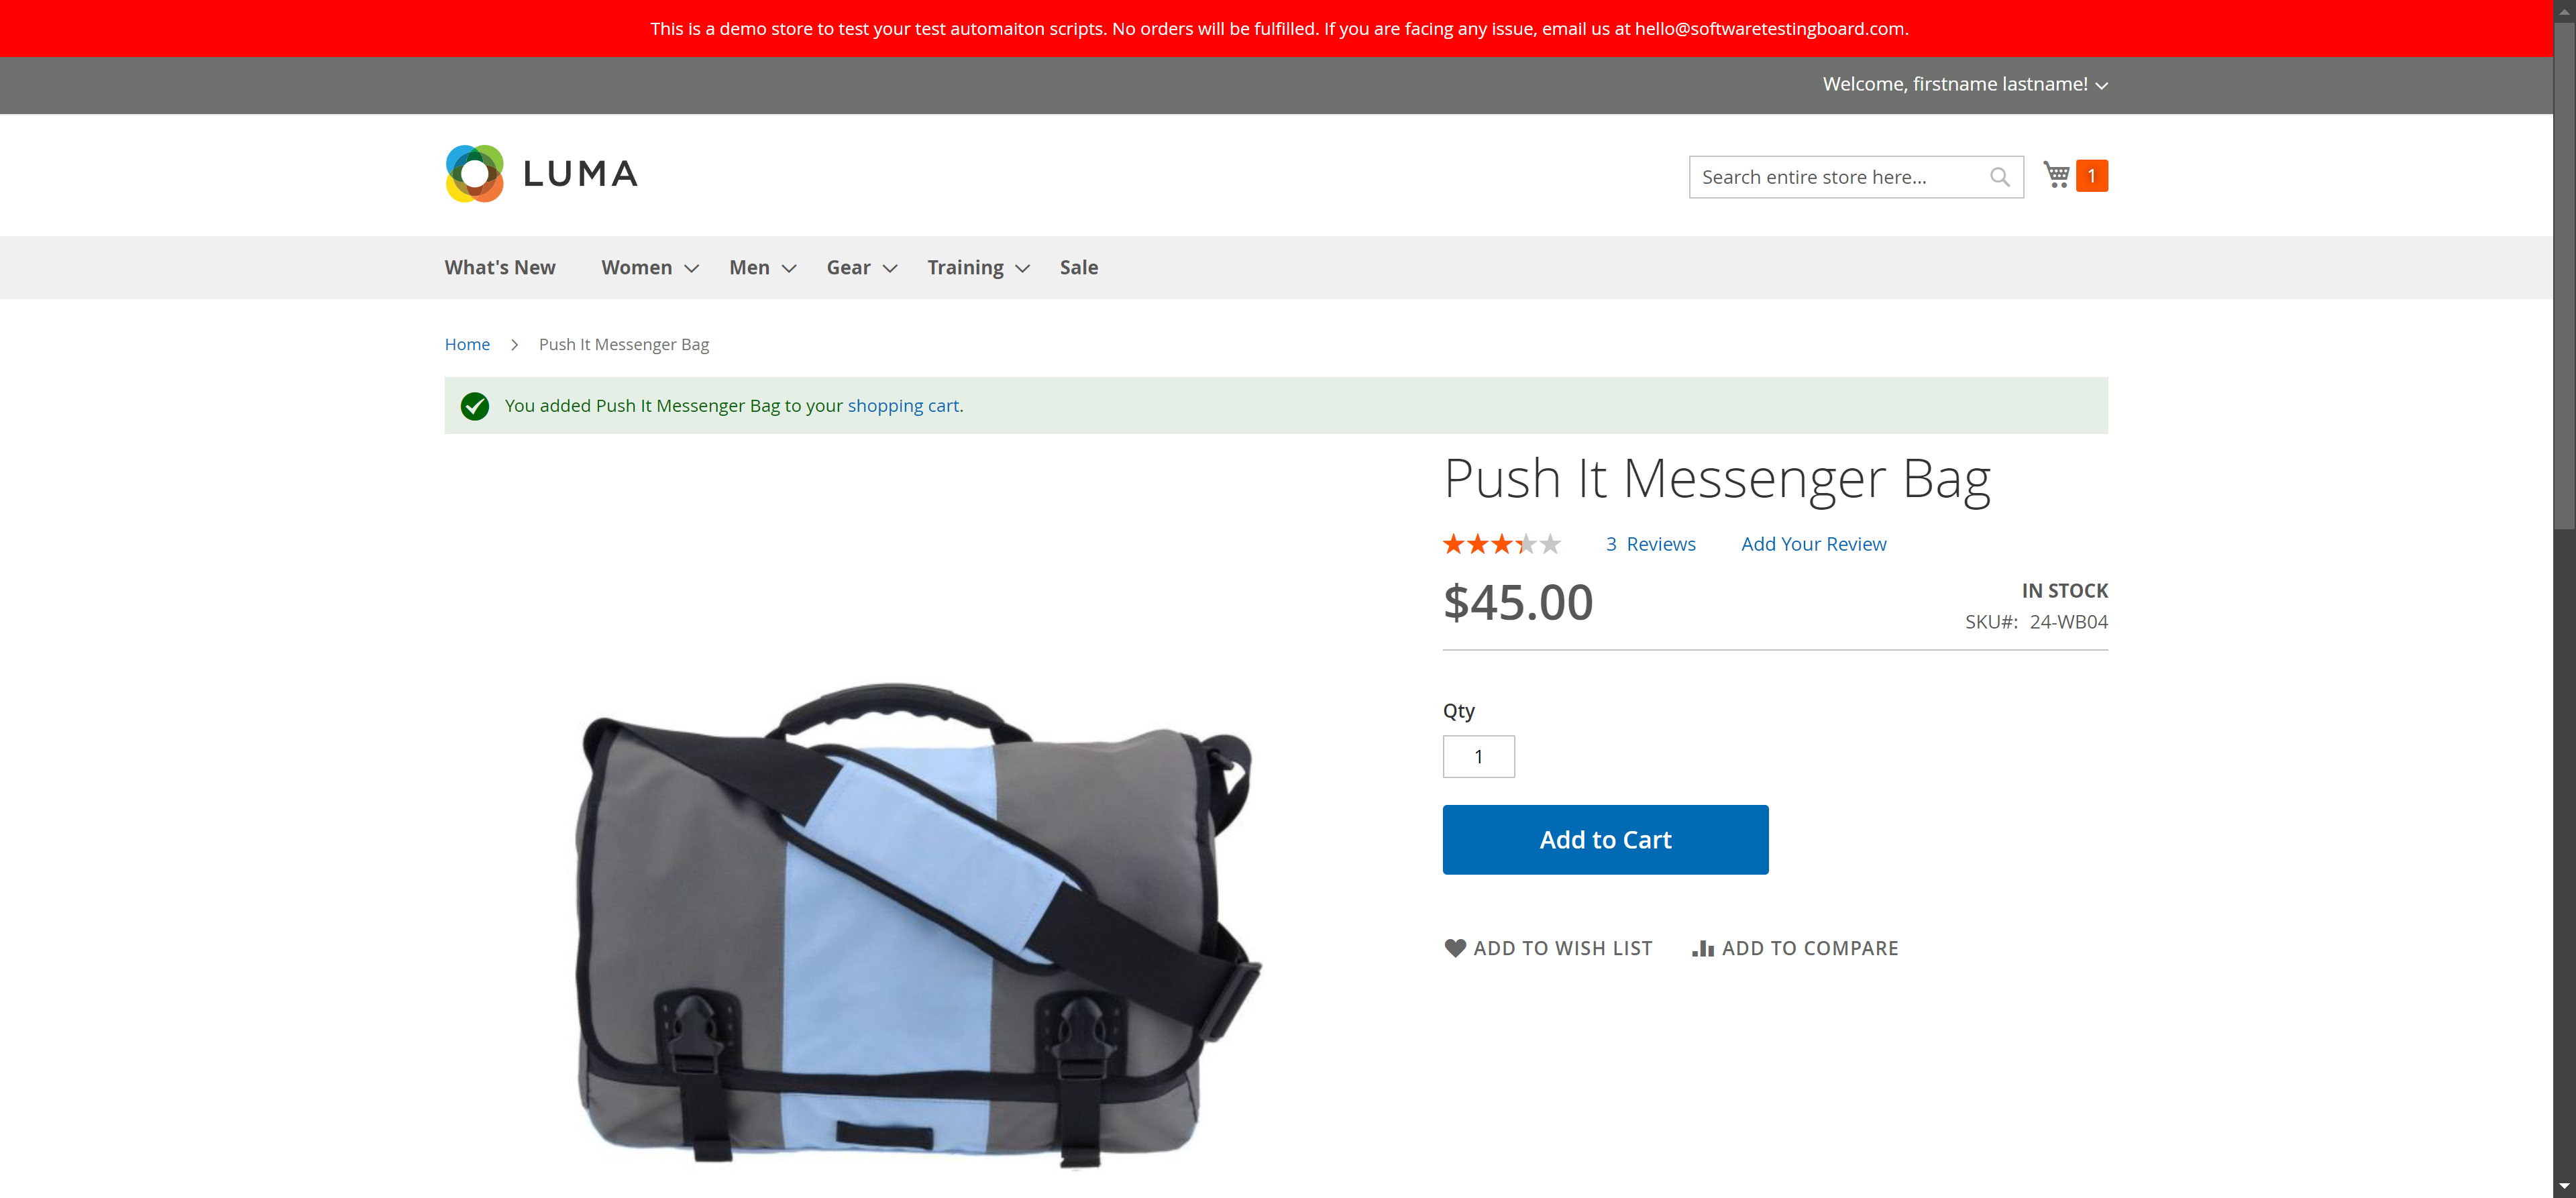 This is a demo store to test your test automaiton scripts. No orders will be fulfilled. If you are facing any issue, email us at hello@softwaretestingboard.com.
Welcome, firstname lastname!
LUMA
Search entire store here...
1
What's New Women Men Gear Training Sale
Home Push It Messenger Bag
You added Push It Messenger Bag to your shopping cart.
Push It Messenger Bag
3 Reviews Add Your Review
$45.00
IN STOCK
SKU#: 24-WB04
Qty
1
Add to Cart
ADD TO WISH LIST ADD TO COMPARE